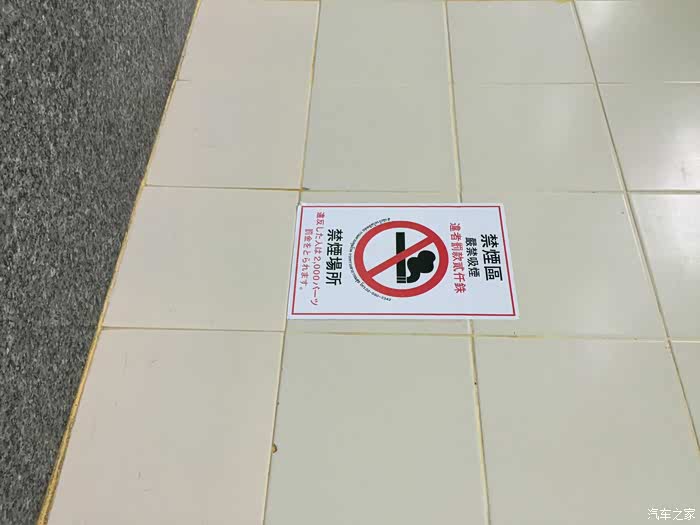 禁煙區
嚴禁吸煙
違者罰款貳仟銖
禁煙場所
違反した人は2,000バーツ
罰金をとられます。
汽车之家